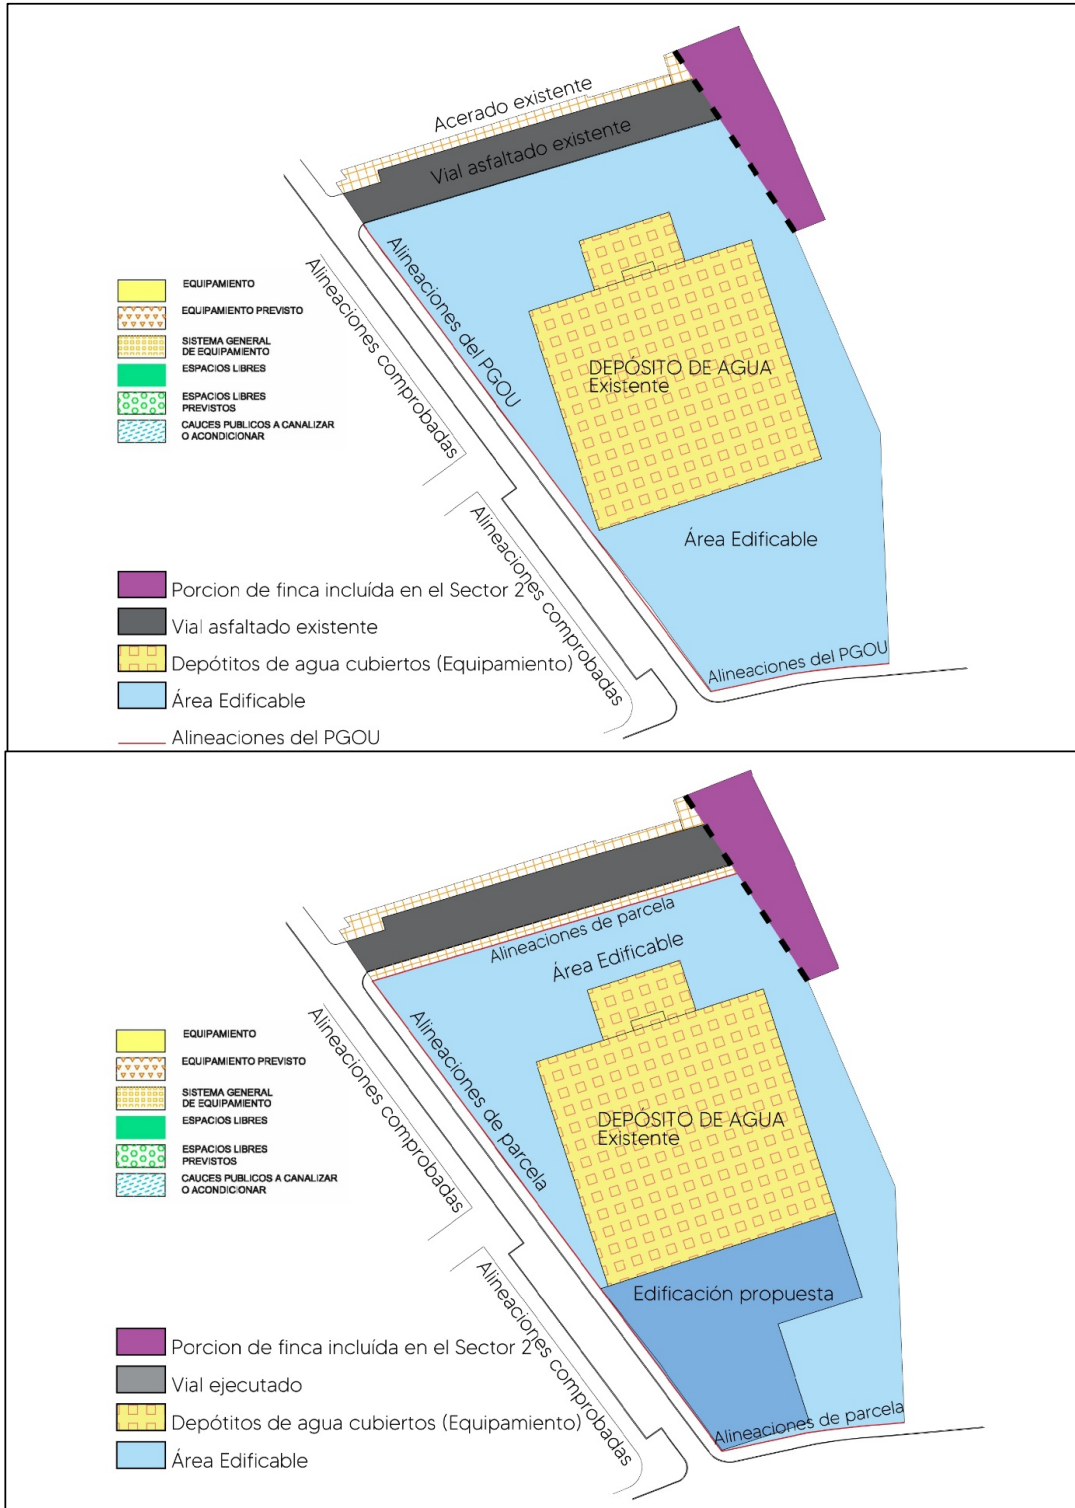 Acerado existente
Vial asfaltado existente
Alineaciones del PGOU
Alineaciones comprobadas
EQUIPAMIENTO
EQUIPAMIENTO PREVISTO
SISTEMA GENERAL
DE EQUIPAMIENTO
ESPACIOS LIBRES
ESPACIOS LIBRES
PREVISTOS
CAUCES PUBLICOS A CANALIZAR
O ACONDICIONAR
DEPÓSITO DE AGUA
Existente
Alineaciones comprobadas
Área Edificable
Alineaciones del PGOU
Porcion de finca incluída en el Sector 2
Vial asfaltado existente
Depótitos de agua cubiertos (Equipamiento)
Área Edificable
Alineaciones del PGOU
Alineaciones de parcela
Área Edificable
Alineaciones de parcela
Alineaciones comprobadas
EQUIPAMIENTO
EQUIPAMIENTO PREVISTO
SISTEMA GENERAL
DE EQUIPAMIENTO
ESPACIOS LIBRES
ESPACIOS LIBRES
PREVISTOS
CAUCES PUBLICOS A CANALIZAR
O ACONDICIONAR
DEPÓSITO DE AGUA
Existente
Alineaciones comprobadas
Edificación propuesta
Alineaciones de parcela
Porcion de finca incluída en el Sector 2
Vial ejecutado
Depótitos de agua cubiertos (Equipamiento)
Área Edificable